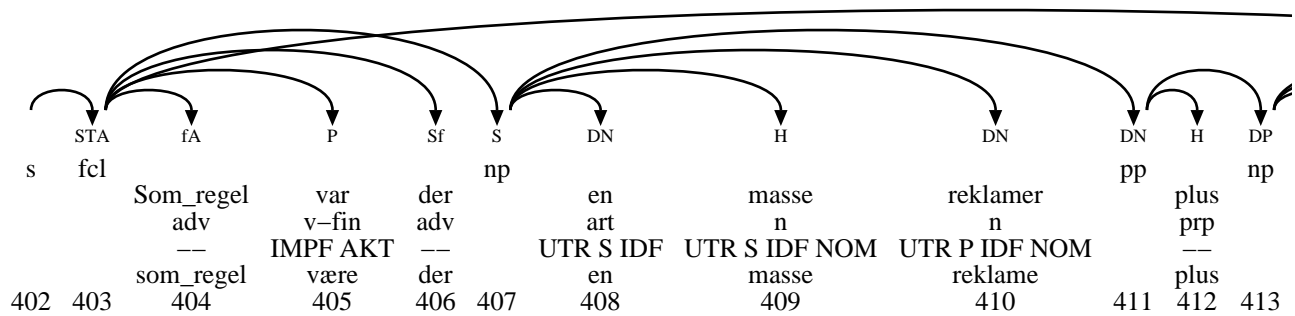 STA fA P Sf S DN H DN DN H DP
s fcl np pp np
Som_regel var der en masse reklamer plus
adv v−fin adv art n n prp
−− IMPF AKT −− UTR S IDF UTR S IDF NOM UTR P IDF NOM −−
som_regel være der en masse reklame plus
402 403 404 405 406 407 408 409 410 411 412 413